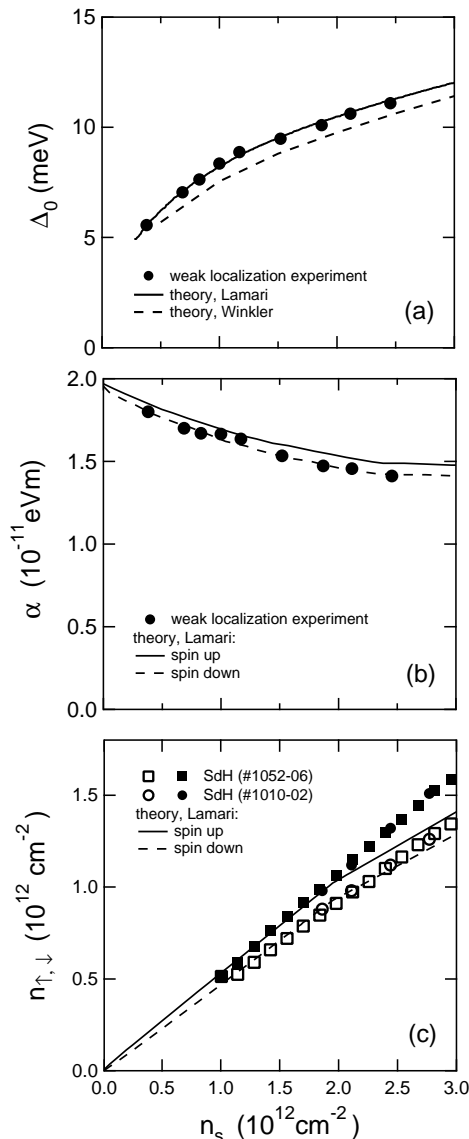 15
10
5
0
Δ₀ (meV)
weak localization experiment
theory, Lamari
theory, Winkler
(a)
2.0
1.5
1.0
0.5
0.0
α (10⁻¹¹eVm)
weak localization experiment
theory, Lamari:
spin up
spin down
(b)
1.5
1.0
0.5
0.0
n↑,↓ (10¹² cm⁻²)
SdH (#1052-06)
SdH (#1010-02)
theory, Lamari:
spin up
spin down
(c)
0.0 0.5 1.0 1.5 2.0 2.5 3.0
nₛ (10¹²cm⁻²)